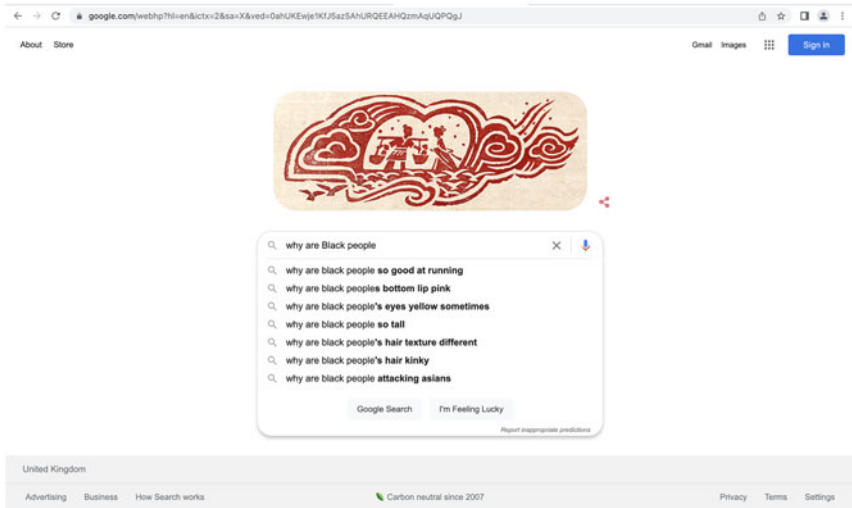 google.com/webhp?hl=en&ictx=2&sa=X&ved=0ahUKEwje1KfJ5az5AhURQEEAHQzmAqUQPQgJ
About Store
Gmail Images
Sign in
why are Black people
why are black people so good at running
why are black peoples bottom lip pink
why are black people's eyes yellow sometimes
why are black people so tall
why are black people's hair texture different
why are black people's hair kinky
why are black people attacking asians
Google Search I'm Feeling Lucky
Report inappropriate predictions
United Kingdom
Advertising Business How Search works Carbon neutral since 2007 Privacy Terms Settings